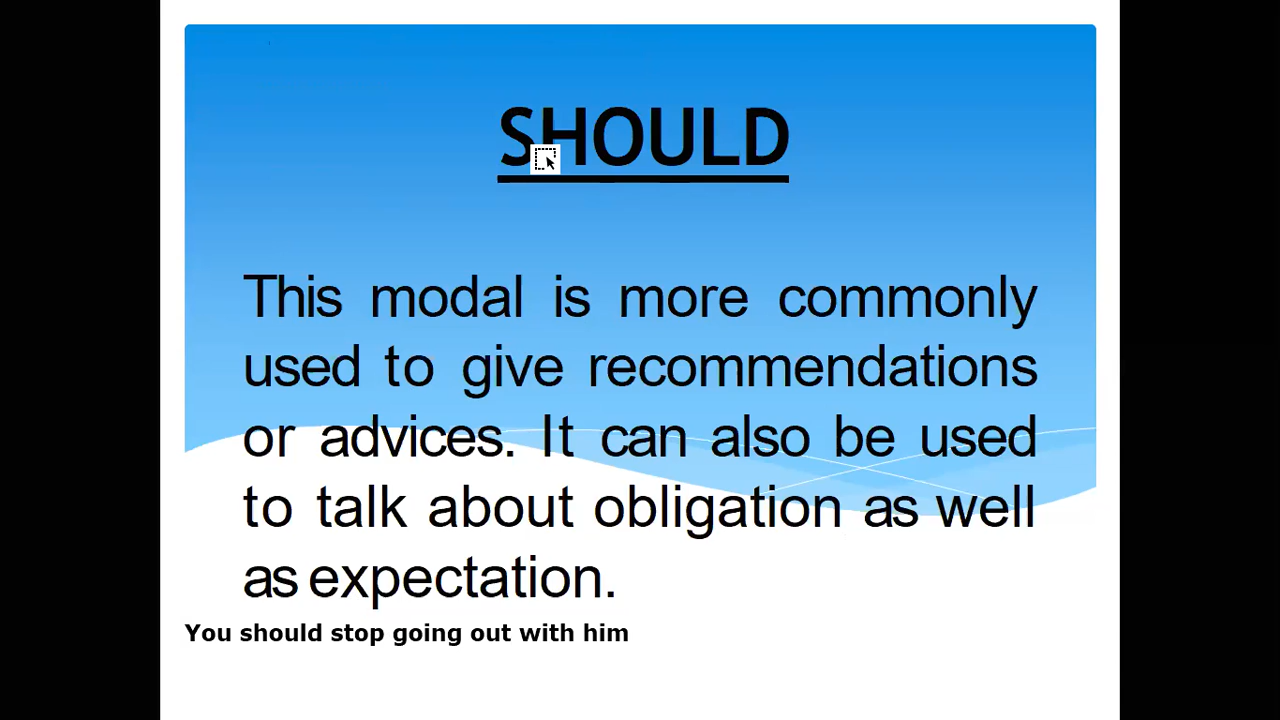 SHOULD
This modal is more commonly
used to give recommendations
or advices. It can also be used
to talk about obligation as well
as expectation.
You should stop going out with him